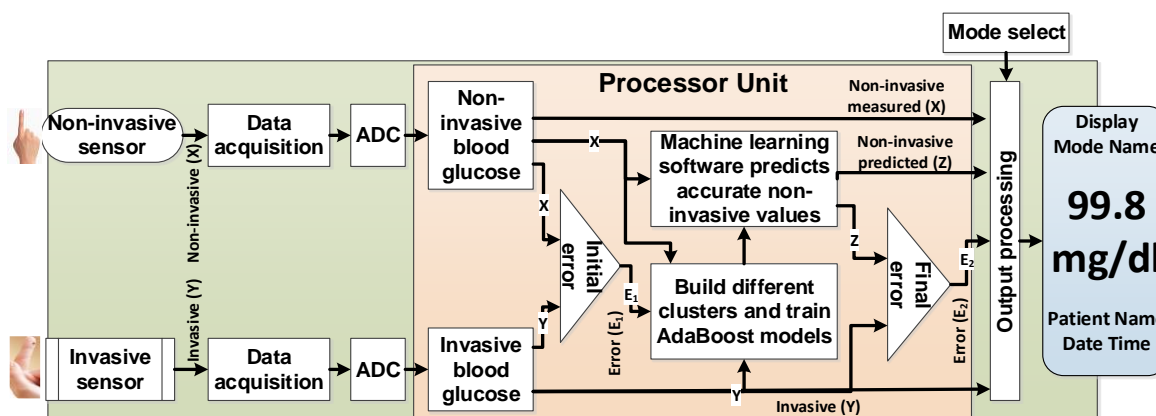 Mode select
Processor Unit
Non-invasive
sensor
Non-invasive (X)
Data
acquisition
ADC
Non-
invasive
blood
glucose
X
X
Machine learning
software predicts
accurate non-
invasive values
Non-invasive
measured (X)
Non-invasive
predicted (Z)
Initial
error
E1
Error (E1)
Z
Final
error
E2
Error (E2)
Output processing
Display
Mode Name
99.8
mg/dl
Patient Name
Date Time
Invasive
sensor
Invasive (Y)
Data
acquisition
ADC
Invasive
blood
glucose
Y
Build different
clusters and train
AdaBoost models
Y
Invasive (Y)